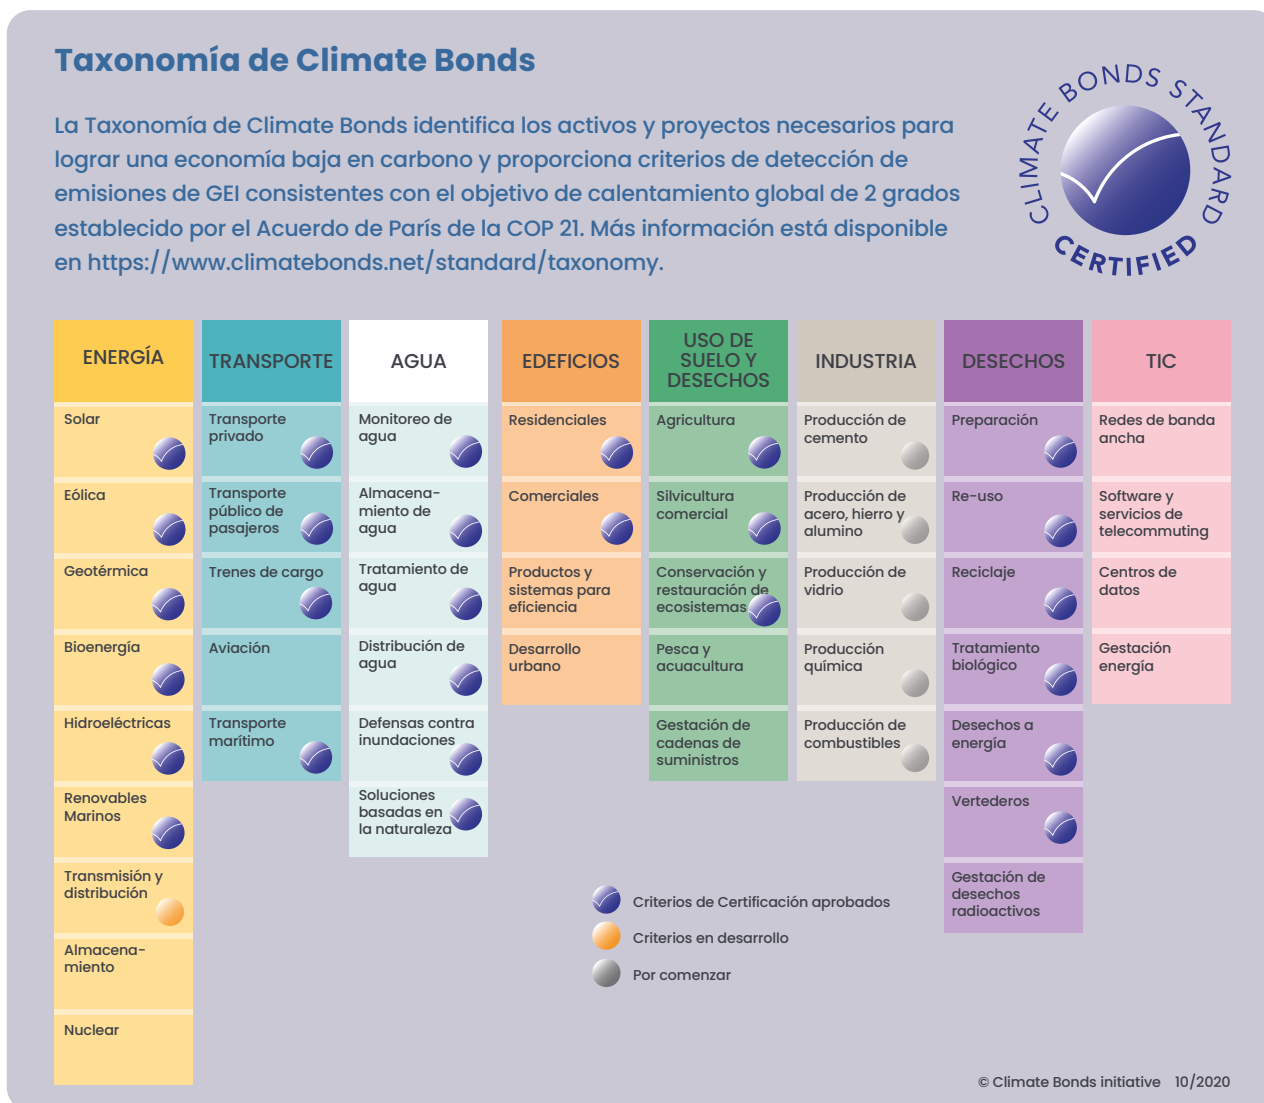 Taxonomía de Climate Bonds
La Taxonomía de Climate Bonds identifica los activos y proyectos necesarios para
lograr una economía baja en carbono y proporciona criterios de detección de
emisiones de GEI consistentes con el objetivo de calentamiento global de 2 grados
establecido por el Acuerdo de París de la COP 21. Más información está disponible
en https://www.climatebonds.net/standard/taxonomy.
CLIMATE BONDS STANDARD
CERTIFIED
ENERGÍA
Solar
Eólica
Geotérmica
Bioenergía
Hidroeléctricas
Renovables
Marinos
Transmisión y
distribución
Almacena-
miento
Nuclear
TRANSPORTE
Transporte
privado
Transporte
público de
pasajeros
Trenes de cargo
Aviación
Transporte
marítimo
AGUA
Monitoreo de
agua
Almacena-
miento de
agua
Tratamiento de
agua
Distribución de
agua
Defensas contra
inundaciones
Soluciones
basadas en
la naturaleza
EDEFICIOS
Residenciales
Comerciales
Productos y
sistemas para
eficiencia
Desarrollo
urbano
USO DE
SUELO Y
DESECHOS
Agricultura
Silvicultura
comercial
Conservación y
restauración de
ecosistemas
Pesca y
acuacultura
Gestación de
cadenas de
suministros
INDUSTRIA
Producción de
cemento
Producción de
acero, hierro y
alumino
Producción de
vidrio
Producción
química
Producción de
combustibles
DESECHOS
Preparación
Re-uso
Reciclaje
Tratamiento
biológico
Desechos a
energía
Vertederos
Gestación de
desechos
radioactivos
TIC
Redes de banda
ancha
Software y
servicios de
telecommuting
Centros de
datos
Gestación
energía
Criterios de Certificación aprobados
Criterios en desarrollo
Por comenzar
© Climate Bonds initiative 10/2020